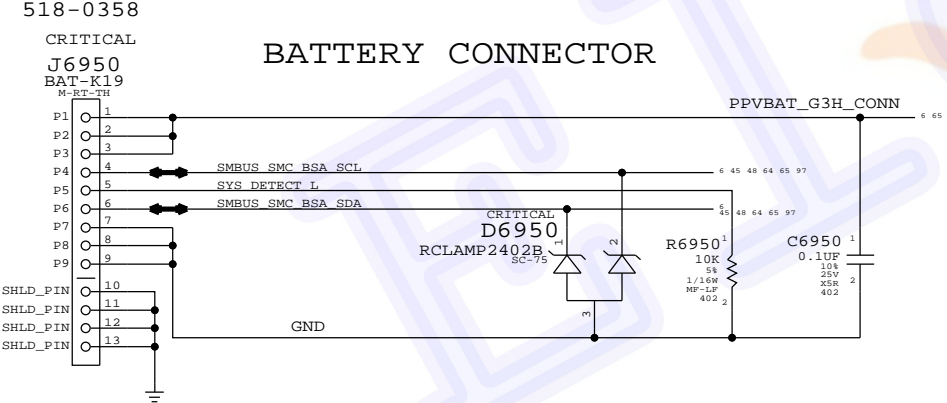 518-0358
CRITICAL
J6950
BAT-K19
M-RT-TH
BATTERY CONNECTOR
PPVBAT_G3H_CONN
6 65
P1 1
P2 2
P3 3
P4 4 SMBUS_SMC_BSA_SCL 6 45 48 64 65 97
P5 5 SYS_DETECT_L
P6 6 SMBUS_SMC_BSA_SDA 6
45 48 64 65 97
P7 7
P8 8
P9 9
SHLD_PIN 10
SHLD_PIN 11
SHLD_PIN 12
SHLD_PIN 13
CRITICAL
D6950
RCLAMP2402B
SC-75
1
2
3
R6950 1
10K
5%
1/16W
MF-LF
402 2
C6950 1
0.1UF
10%
25V
X5R 2
402
GND